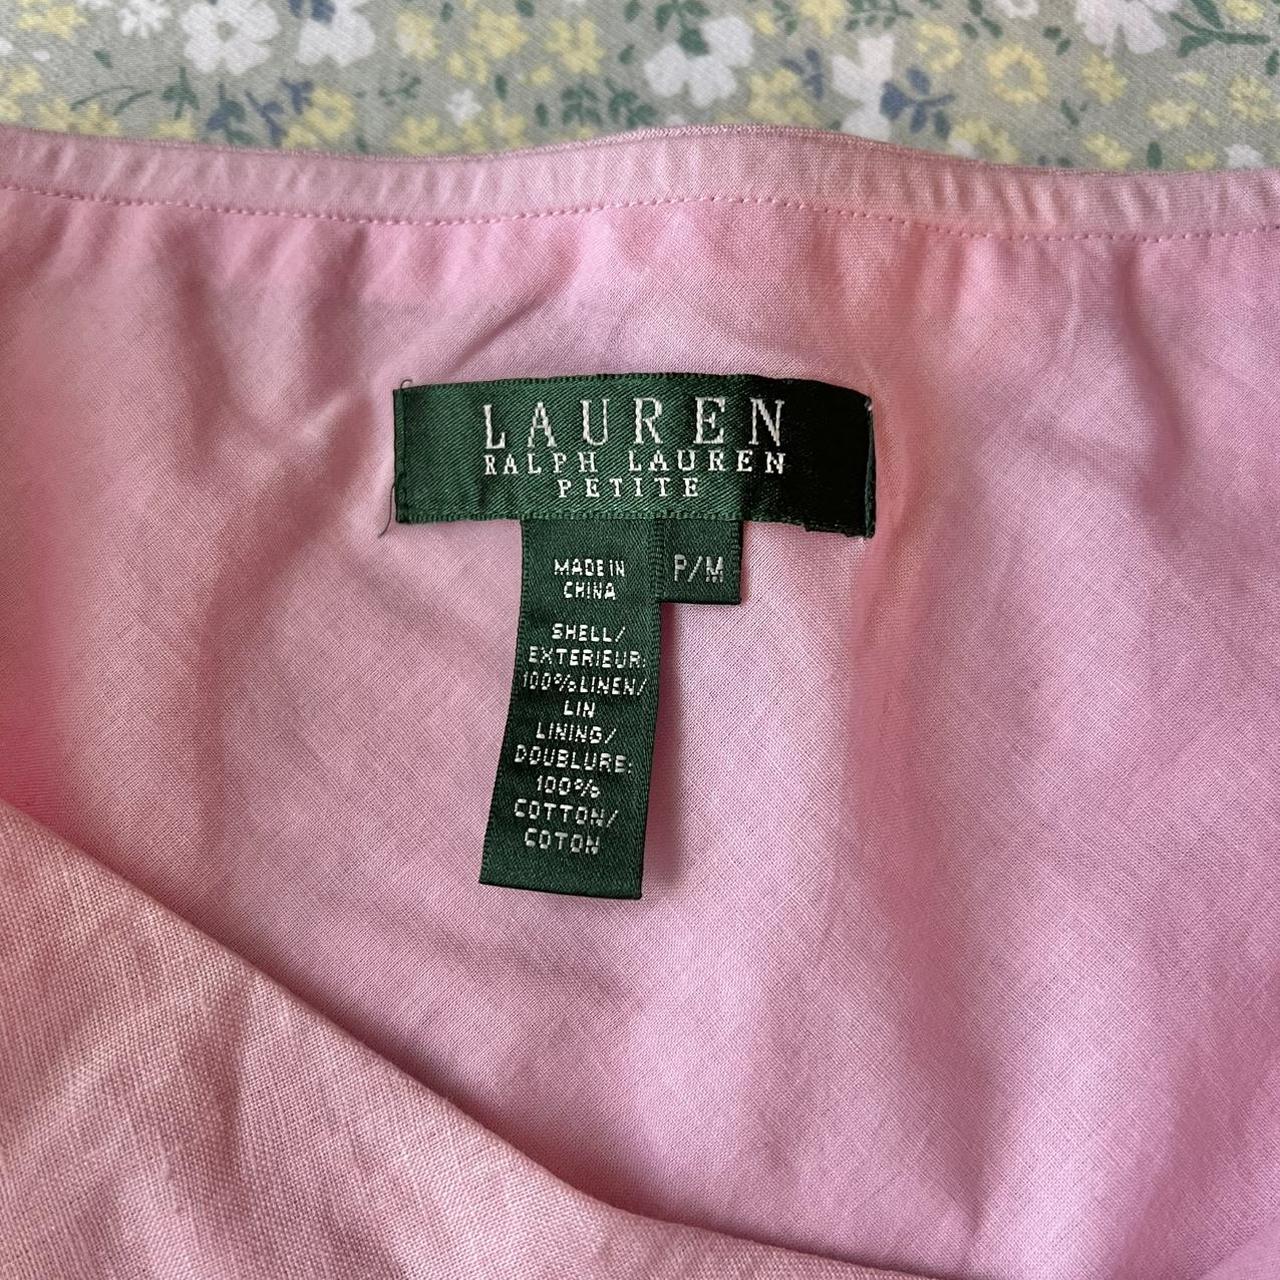 LAUREN
RALPH LAUREN
PETITE
MADE IN
CHINA
P/M
SHELL/
EXTERIEUR:
100%LINEN/
LIN
LINING/
DOUBLURE:
100%
COTTON/
COTON